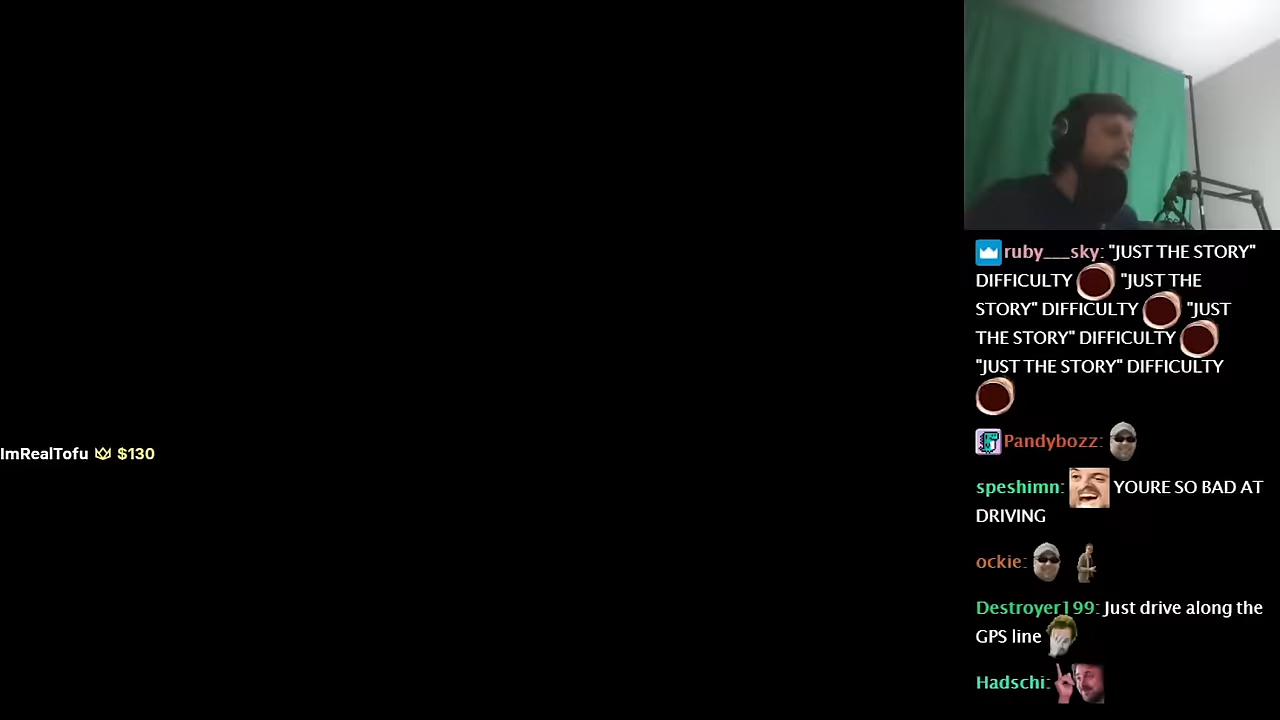 ruby___sky: "JUST THE STORY"
DIFFICULTY "JUST THE
STORY" DIFFICULTY "JUST
THE STORY" DIFFICULTY
"JUST THE STORY" DIFFICULTY
Pandybozz:
ImRealTofu $130
speshimn: YOURE SO BAD AT
DRIVING
ockie:
Destroyer199: Just drive along the
GPS line
Hadschi: